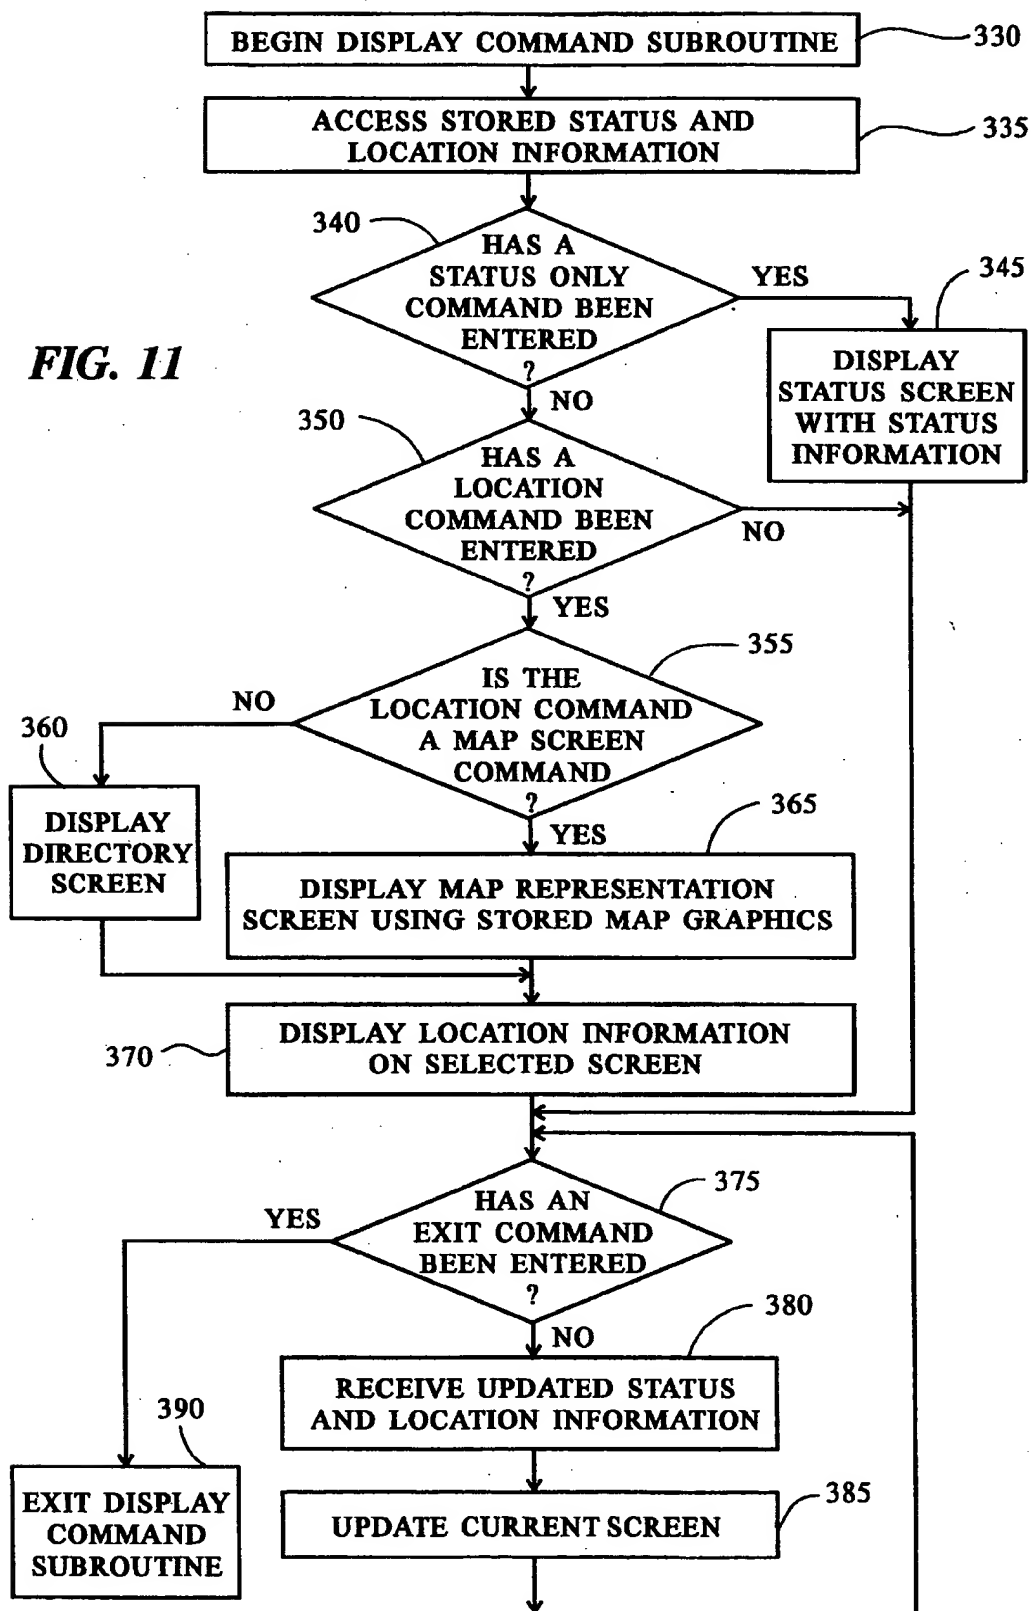 BEGIN DISPLAY COMMAND SUBROUTINE
330
ACCESS STORED STATUS AND
LOCATION INFORMATION
335
340
HAS A
STATUS ONLY
COMMAND BEEN
ENTERED
?
YES
345
DISPLAY
STATUS SCREEN
WITH STATUS
INFORMATION
FIG. 11
NO
350
HAS A
LOCATION
COMMAND BEEN
ENTERED
?
NO
YES
355
IS THE
LOCATION COMMAND
A MAP SCREEN
COMMAND
?
NO
360
DISPLAY
DIRECTORY
SCREEN
YES
365
DISPLAY MAP REPRESENTATION
SCREEN USING STORED MAP GRAPHICS
370
DISPLAY LOCATION INFORMATION
ON SELECTED SCREEN
375
HAS AN
EXIT COMMAND
BEEN ENTERED
?
YES
NO
380
RECEIVE UPDATED STATUS
AND LOCATION INFORMATION
390
EXIT DISPLAY
COMMAND
SUBROUTINE
385
UPDATE CURRENT SCREEN